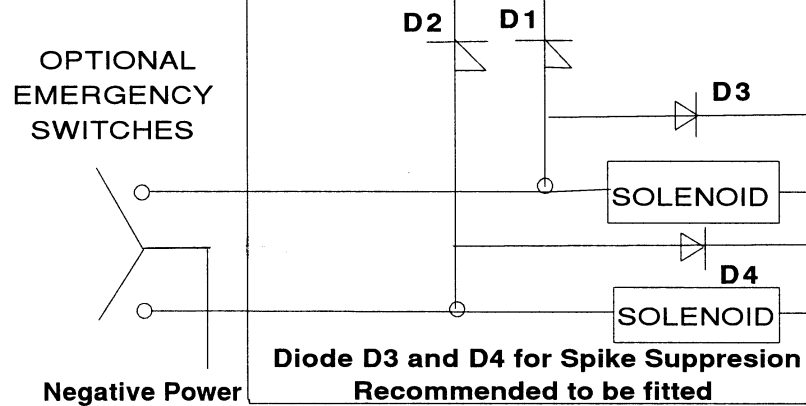 D2
D1
OPTIONAL
EMERGENCY
SWITCHES
D3
SOLENOID
D4
SOLENOID
Diode D3 and D4 for Spike Suppresion
Recommended to be fitted
Negative Power